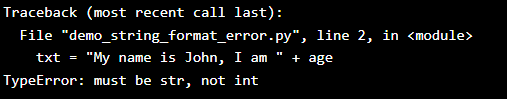 Traceback (most recent call last):
  File "demo_string_format_error.py", line 2, in <module>
    txt = "My name is John, I am " + age
TypeError: must be str, not int